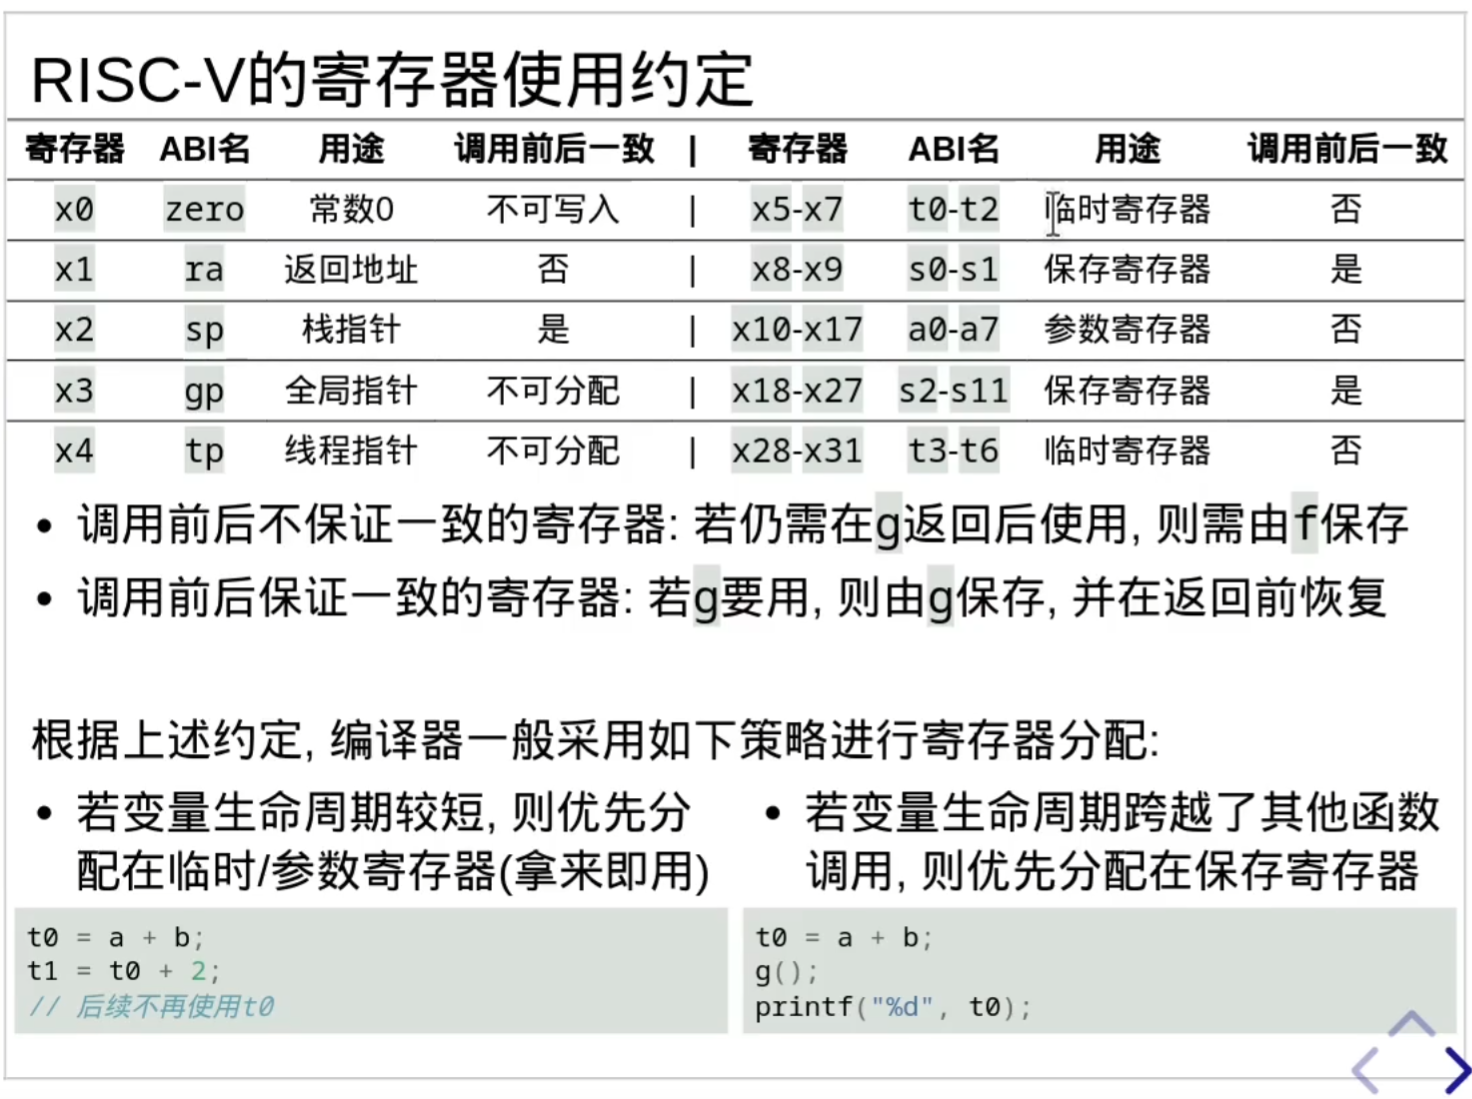 RISC-V的寄存器使用约定
寄存器 ABI名 用途 调用前后一致 | 寄存器 ABI名 用途 调用前后一致
x0 zero 常数0 不可写入 | x5-x7 t0-t2 临时寄存器 否
x1 ra 返回地址 否 | x8-x9 s0-s1 保存寄存器 是
x2 sp 栈指针 是 | x10-x17 a0-a7 参数寄存器 否
x3 gp 全局指针 不可分配 | x18-x27 s2-s11 保存寄存器 是
x4 tp 线程指针 不可分配 | x28-x31 t3-t6 临时寄存器 否
• 调用前后不保证一致的寄存器: 若仍需在g返回后使用, 则需由f保存
• 调用前后保证一致的寄存器: 若g要用, 则由g保存, 并在返回前恢复
根据上述约定, 编译器一般采用如下策略进行寄存器分配:
• 若变量生命周期较短, 则优先分
配在临时/参数寄存器(拿来即用)
t0 = a + b;
t1 = t0 + 2;
// 后续不再使用t0
• 若变量生命周期跨越了其他函数
调用, 则优先分配在保存寄存器
t0 = a + b;
g();
printf("%d", t0);